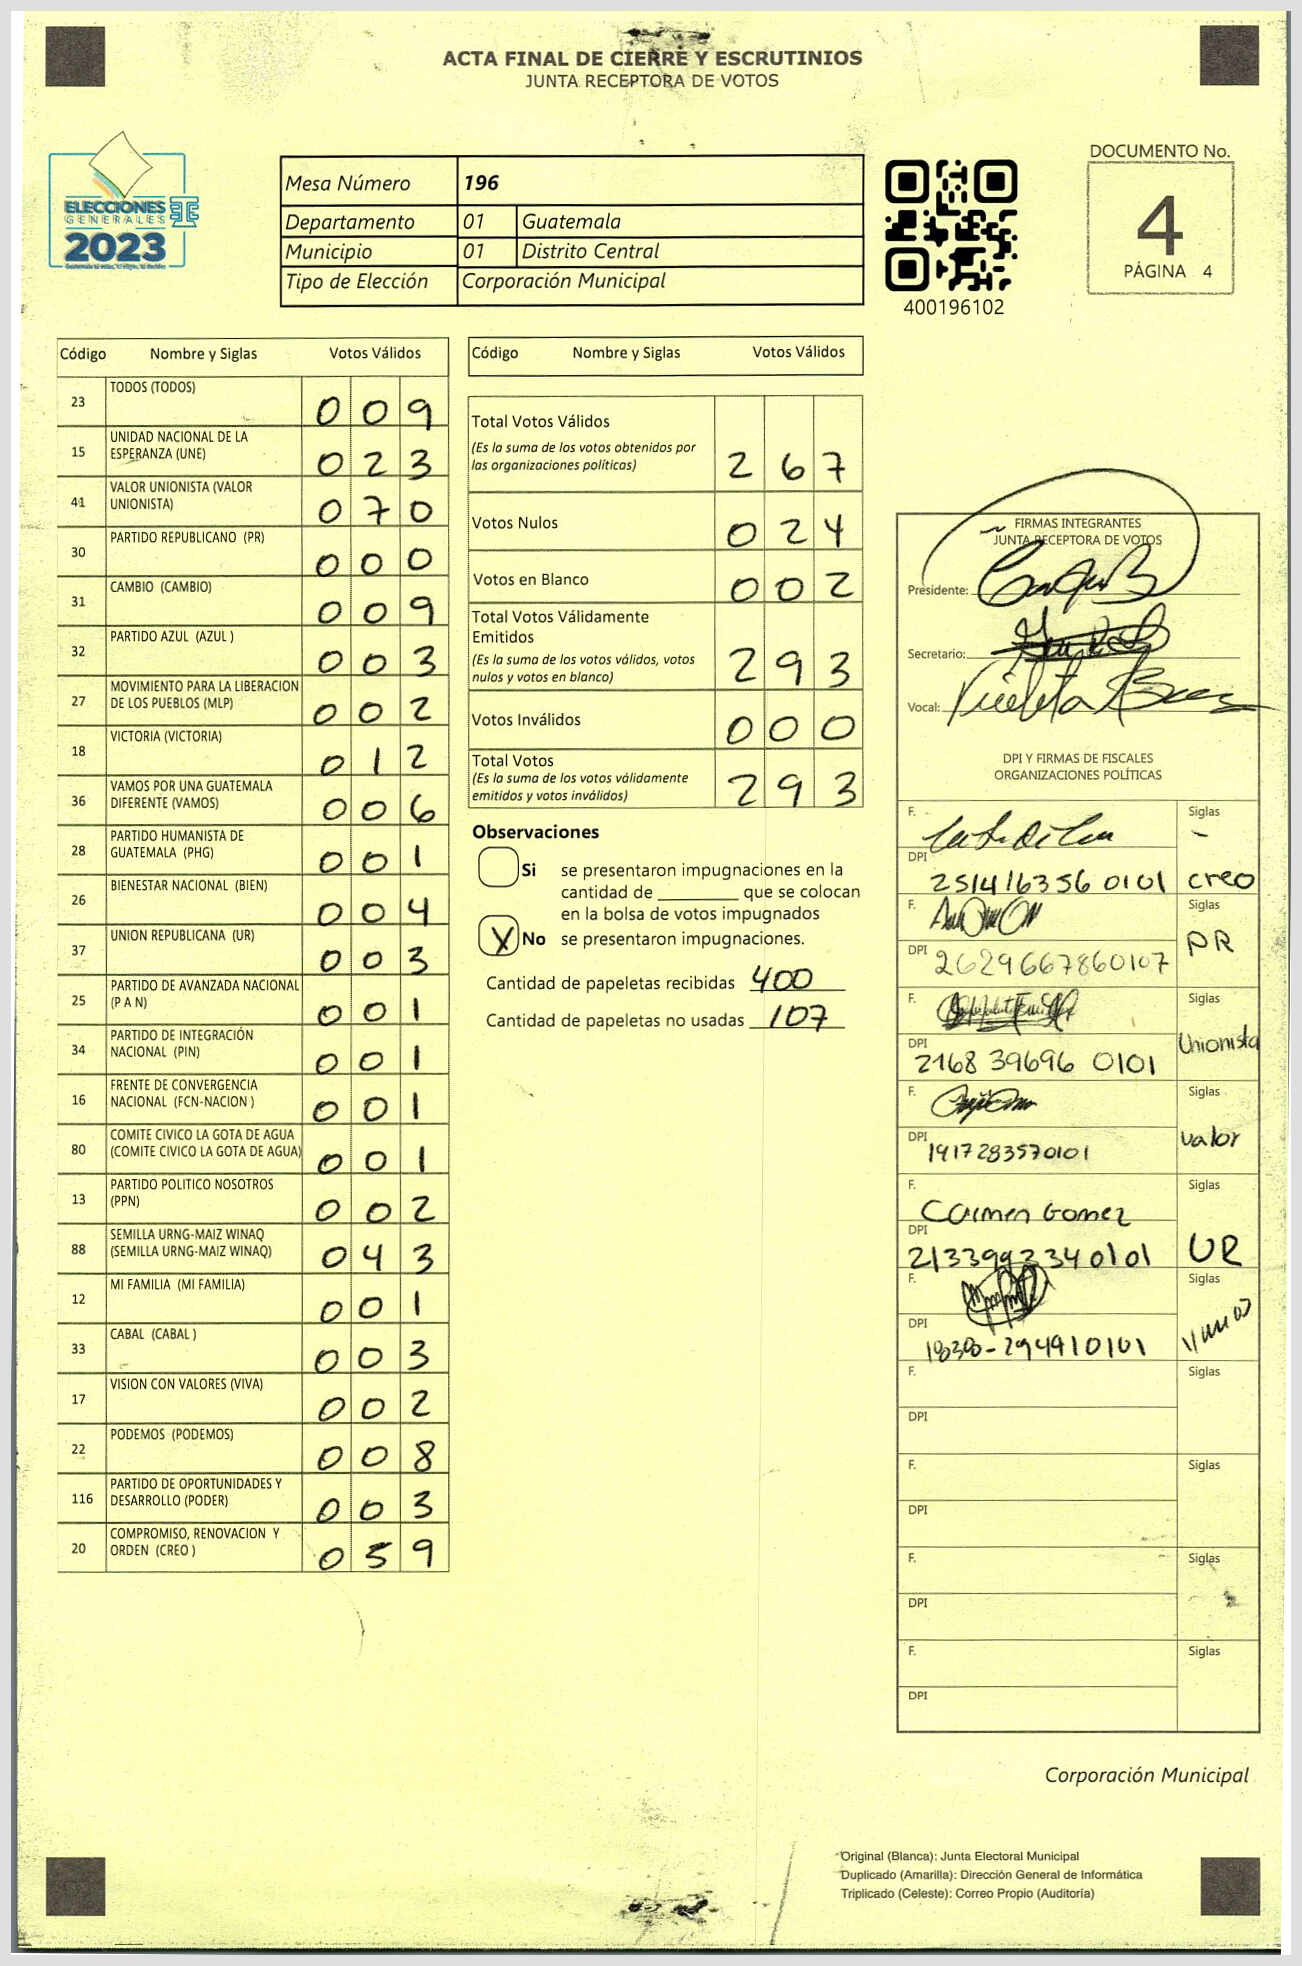 ACTA FINAL DE CIERRE Y ESCRUTINIOS
JUNTA RECEPTORA DE VOTOS
ELECCIONES
GENERALES
2023
Mesa Número 196
Departamento 01 Guatemala
Municipio 01 Distrito Central
Tipo de Elección Corporación Municipal
400196102
DOCUMENTO No.
4
PÁGINA 4
Código Nombre y Siglas Votos Válidos
23 TODOS (TODOS) 0 0 9
15 UNIDAD NACIONAL DE LA
ESPERANZA (UNE) 0 2 3
41 VALOR UNIONISTA (VALOR
UNIONISTA) 0 7 0
30 PARTIDO REPUBLICANO (PR) 0 0 0
31 CAMBIO (CAMBIO) 0 0 9
32 PARTIDO AZUL (AZUL ) 0 0 3
27 MOVIMIENTO PARA LA LIBERACION
DE LOS PUEBLOS (MLP) 0 0 2
18 VICTORIA (VICTORIA) 0 1 2
36 VAMOS POR UNA GUATEMALA
DIFERENTE (VAMOS) 0 0 6
28 PARTIDO HUMANISTA DE
GUATEMALA (PHG) 0 0 1
26 BIENESTAR NACIONAL (BIEN) 0 0 4
37 UNION REPUBLICANA (UR) 0 0 3
25 PARTIDO DE AVANZADA NACIONAL
(P A N) 0 0 1
34 PARTIDO DE INTEGRACIÓN
NACIONAL (PIN) 0 0 1
16 FRENTE DE CONVERGENCIA
NACIONAL (FCN-NACION ) 0 0 1
80 COMITE CIVICO LA GOTA DE AGUA
(COMITE CIVICO LA GOTA DE AGUA) 0 0 1
13 PARTIDO POLITICO NOSOTROS
(PPN) 0 0 2
88 SEMILLA URNG-MAIZ WINAQ
(SEMILLA URNG-MAIZ WINAQ) 0 4 3
12 MI FAMILIA (MI FAMILIA) 0 0 1
33 CABAL (CABAL ) 0 0 3
17 VISION CON VALORES (VIVA) 0 0 2
22 PODEMOS (PODEMOS) 0 0 8
116 PARTIDO DE OPORTUNIDADES Y
DESARROLLO (PODER) 0 0 3
20 COMPROMISO, RENOVACION Y
ORDEN (CREO ) 0 5 9
Código Nombre y Siglas Votos Válidos
Total Votos Válidos
(Es la suma de los votos obtenidos por
las organizaciones políticas) 2 6 7
Votos Nulos 0 2 4
Votos en Blanco 0 0 2
Total Votos Válidamente
Emitidos
(Es la suma de los votos válidos, votos
nulos y votos en blanco) 2 9 3
Votos Inválidos 0 0 0
Total Votos
(Es la suma de los votos válidamente
emitidos y votos inválidos) 2 9 3
Observaciones
Si se presentaron impugnaciones en la
cantidad de ________ que se colocan
en la bolsa de votos impugnados
X No se presentaron impugnaciones.
Cantidad de papeletas recibidas 400
Cantidad de papeletas no usadas 107
FIRMAS INTEGRANTES
JUNTA RECEPTORA DE VOTOS
Presidente:
Secretario:
Vocal:
DPI Y FIRMAS DE FISCALES
ORGANIZACIONES POLÍTICAS
F. Siglas
DPI 251416356 0101 creo
F. Siglas
DPI 2629667860107 PR
F. Siglas
DPI 2168 39696 0101 Unionista
F. Siglas
DPI 1917283570101 valor
F. Carmen Gomez Siglas
DPI 2133992340101 UR
F. Siglas
DPI
F. Siglas
DPI
F. Siglas
DPI
F. Siglas
DPI
F. Siglas
DPI
Corporación Municipal
Original (Blanca): Junta Electoral Municipal
Duplicado (Amarilla): Dirección General de Informática
Triplicado (Celeste): Correo Propio (Auditoría)